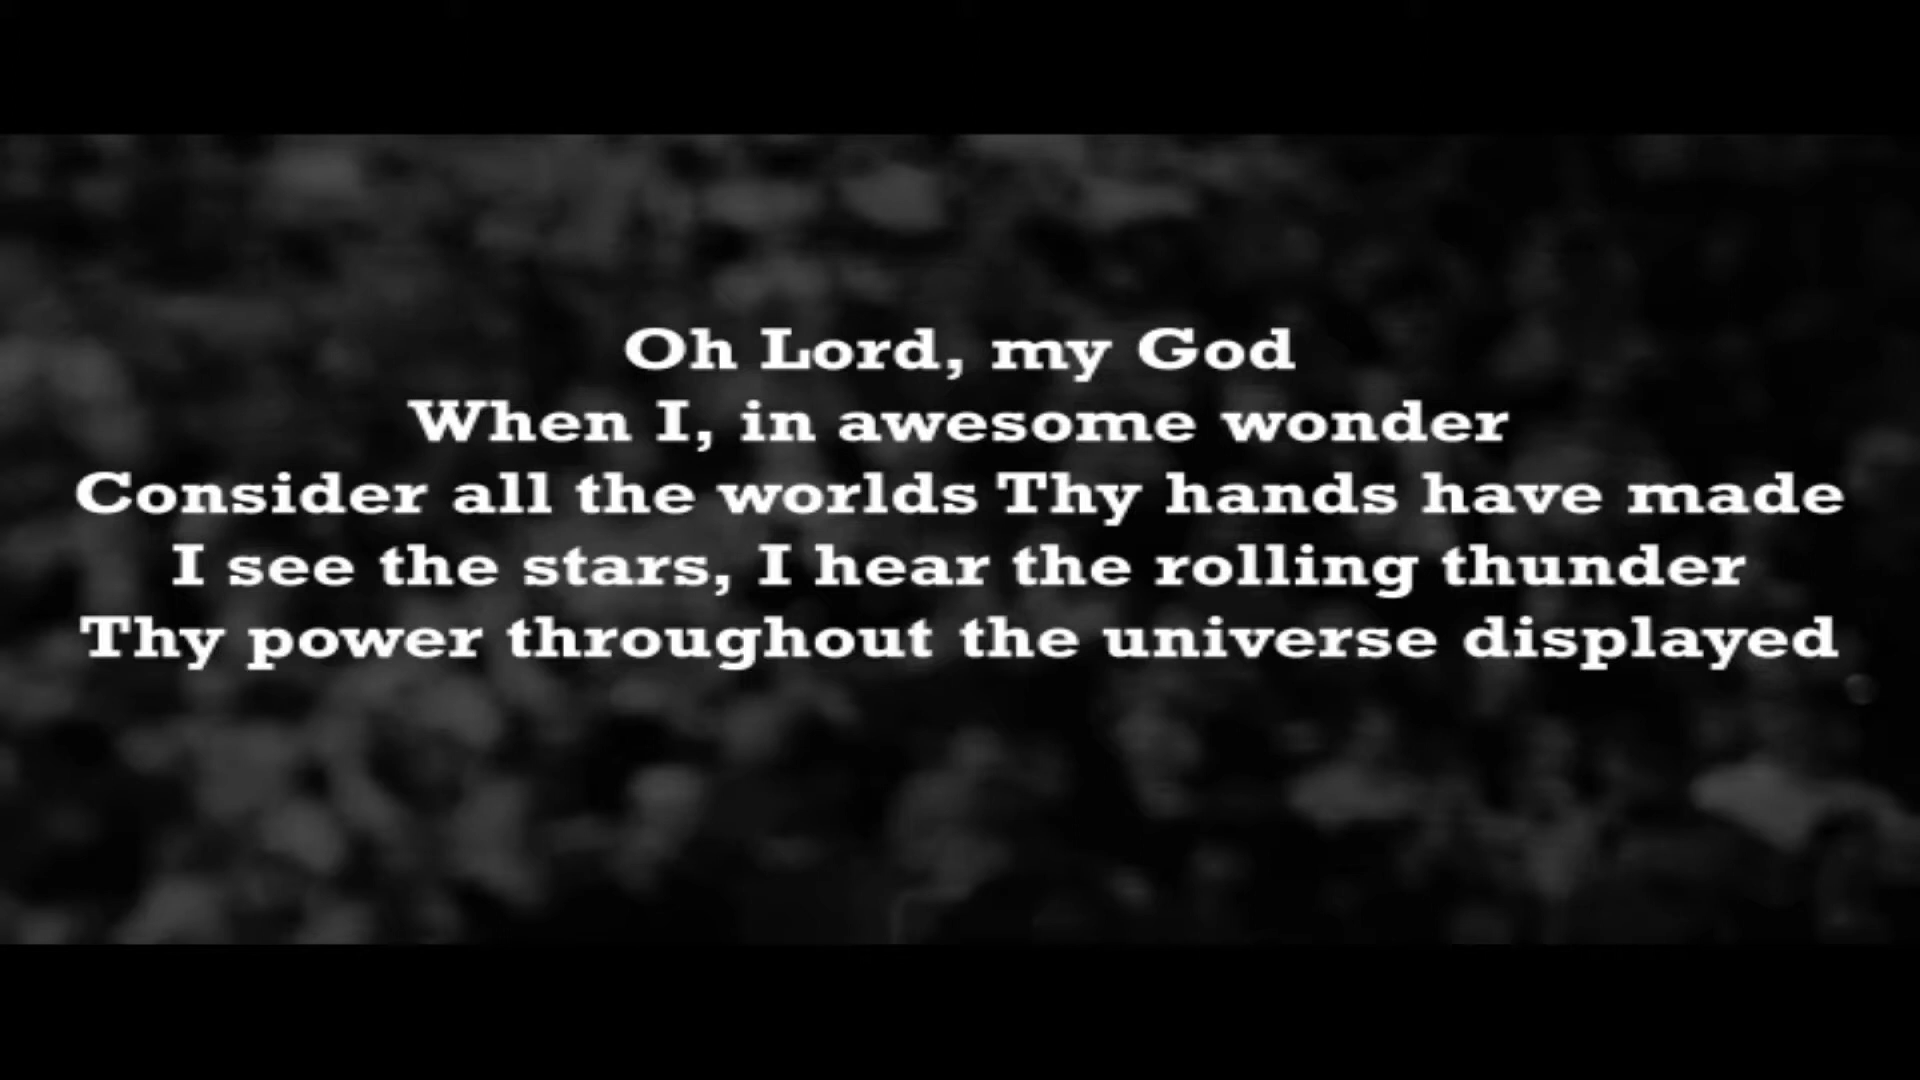 Oh Lord, my God
When I, in awesome wonder
Consider all the worlds Thy hands have made
I see the stars, I hear the rolling thunder
Thy power throughout the universe displayed